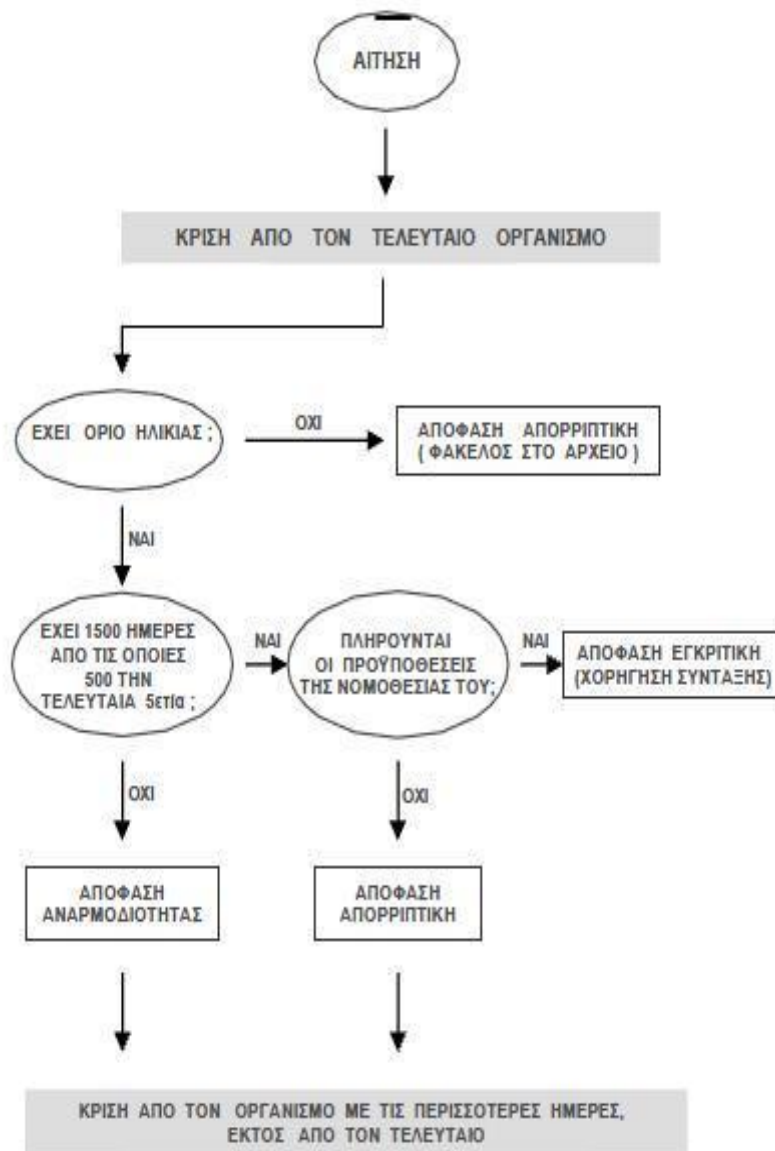 ΑΙΤΗΣΗ
ΚΡΙΣΗ ΑΠΟ ΤΟΝ ΤΕΛΕΥΤΑΙΟ ΟΡΓΑΝΙΣΜΟ
ΕΧΕΙ ΟΡΙΟ ΗΛΙΚΙΑΣ ;
ΟΧΙ
ΑΠΟΦΑΣΗ ΑΠΟΡΡΙΠΤΙΚΗ
( ΦΑΚΕΛΟΣ ΣΤΟ ΑΡΧΕΙΟ )
ΝΑΙ
ΕΧΕΙ 1500 ΗΜΕΡΕΣ
ΑΠΟ ΤΙΣ ΟΠΟΙΕΣ
500 ΤΗΝ
ΤΕΛΕΥΤΑΙΑ 5ετία ;
ΝΑΙ
ΠΛΗΡΟΥΝΤΑΙ
ΟΙ ΠΡΟΫΠΟΘΕΣΕΙΣ
ΤΗΣ ΝΟΜΟΘΕΣΙΑΣ ΤΟΥ;
ΝΑΙ
ΑΠΟΦΑΣΗ ΕΓΚΡΙΤΙΚΗ
(ΧΟΡΗΓΗΣΗ ΣΥΝΤΑΞΗΣ)
ΟΧΙ
ΟΧΙ
ΑΠΟΦΑΣΗ
ΑΝΑΡΜΟΔΙΟΤΗΤΑΣ
ΑΠΟΦΑΣΗ
ΑΠΟΡΡΙΠΤΙΚΗ
ΚΡΙΣΗ ΑΠΟ ΤΟΝ ΟΡΓΑΝΙΣΜΟ ΜΕ ΤΙΣ ΠΕΡΙΣΣΟΤΕΡΕΣ ΗΜΕΡΕΣ,
ΕΚΤΟΣ ΑΠΟ ΤΟΝ ΤΕΛΕΥΤΑΙΟ